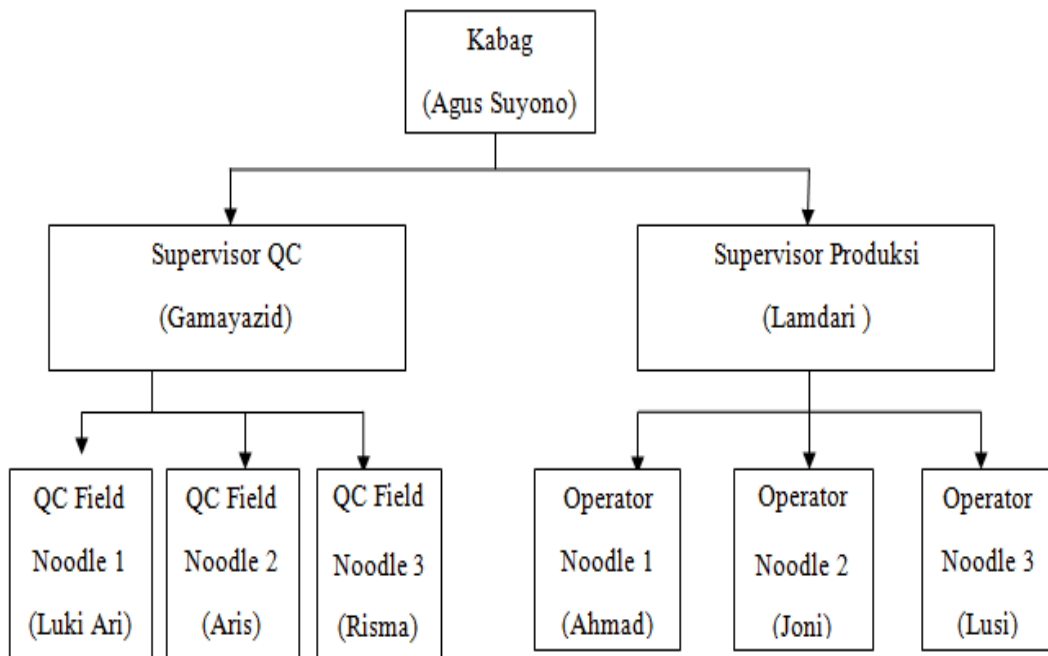 Kabag
(Agus Suyono)
Supervisor QC
(Gamayazid)
Supervisor Produksi
(Lamdari )
QC Field
Noodle 1
(Luki Ari)
QC Field
Noodle 2
(Aris)
QC Field
Noodle 3
(Risma)
Operator
Noodle 1
(Ahmad)
Operator
Noodle 2
(Joni)
Operator
Noodle 3
(Lusi)